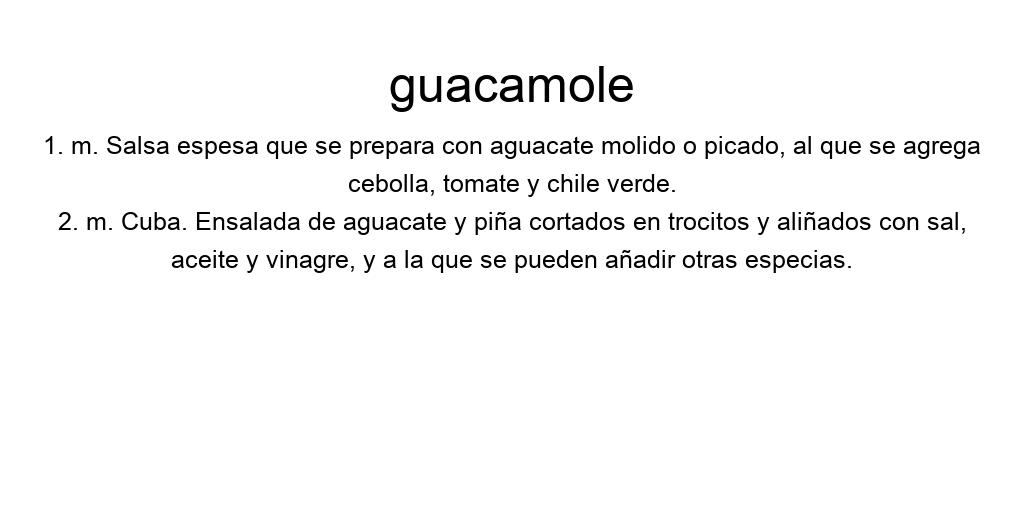 guacamole
1. m. Salsa espesa que se prepara con aguacate molido o picado, al que se agrega
cebolla, tomate y chile verde.
2. m. Cuba. Ensalada de aguacate y piña cortados en trocitos y aliñados con sal,
aceite y vinagre, y a la que se pueden añadir otras especias.